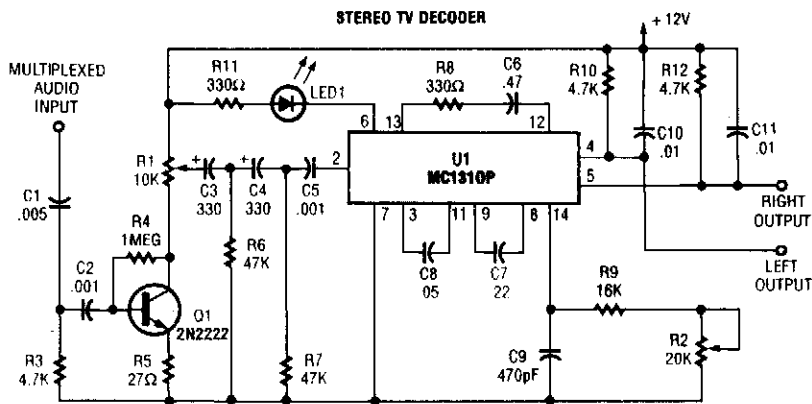 STEREO TV DECODER
+ 12V
MULTIPLEXED
AUDIO
INPUT
R11
330Ω
LED1
R8
330Ω
C6
.47
R10
4.7K
R12
4.7K
C10
.01
C11
.01
6
13
12
U1
MC1310P
2
4
5
R1
10K
+
C3
330
+
C4
330
C5
.001
C1
.005
R4
1MEG
7
3
11
9
8
14
RIGHT
OUTPUT
LEFT
OUTPUT
C2
.001
R6
47K
C8
05
C7
22
R9
16K
Q1
2N2222
R3
4.7K
R5
27Ω
R7
47K
C9
470pF
R2
20K